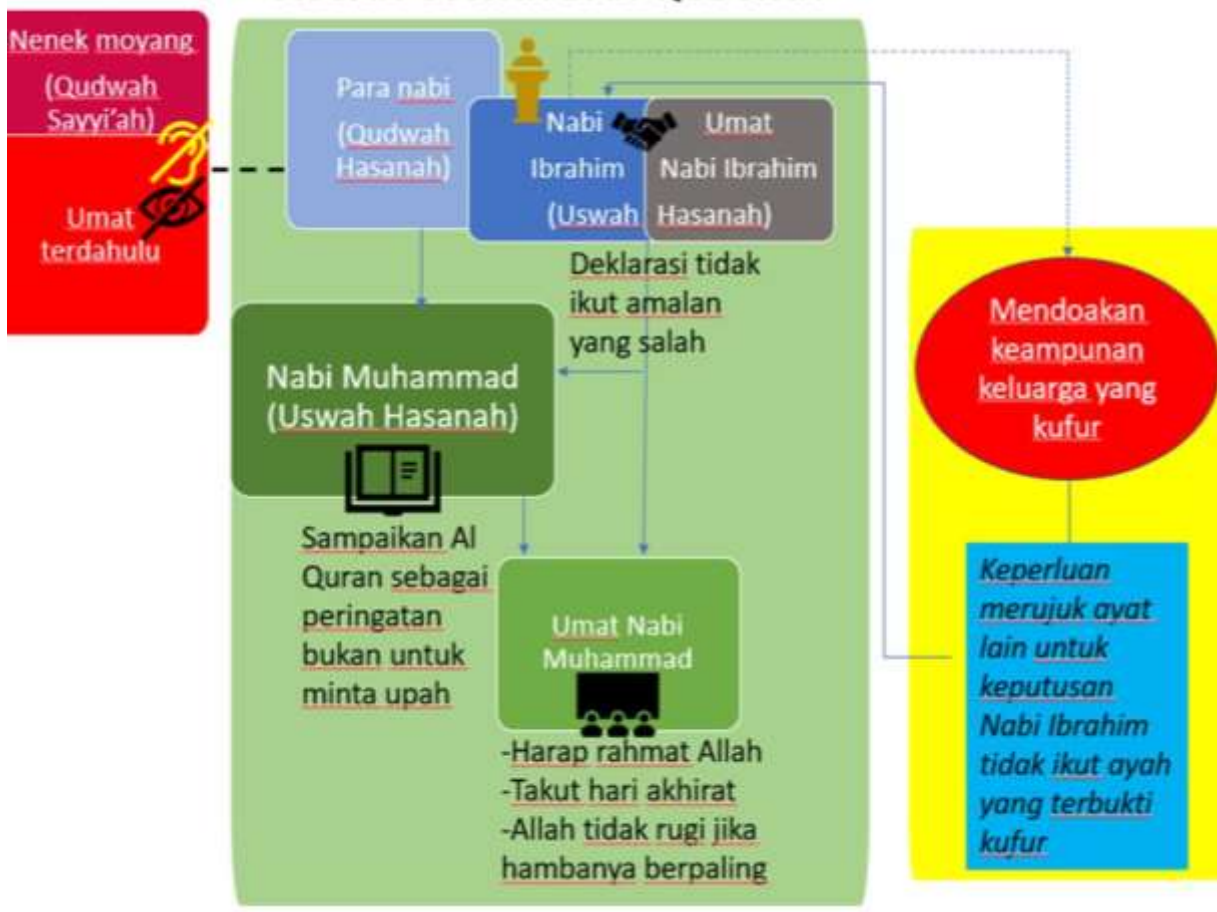 Nenek moyang
(Qudwah
Sayyi'ah)
Umat
terdahulu
Para nabi
(Qudwah
Hasanah)
Nabi
Ibrahim
(Uswah
Umat
Nabi Ibrahim
Hasanah)
Deklarasi tidak
ikut amalan
yang salah
Nabi Muhammad
(Uswah Hasanah)
Sampaikan Al
Quran sebagai
peringatan
bukan untuk
minta upah
Umat Nabi
Muhammad
-Harap rahmat Allah
-Takut hari akhirat
-Allah tidak rugi jika
hambanya berpaling
Mendoakan
keampunan
keluarga yang
kufur
Keperluan
merujuk ayat
lain untuk
keputusan
Nabi Ibrahim
tidak ikut ayah
yang terbukti
kufur